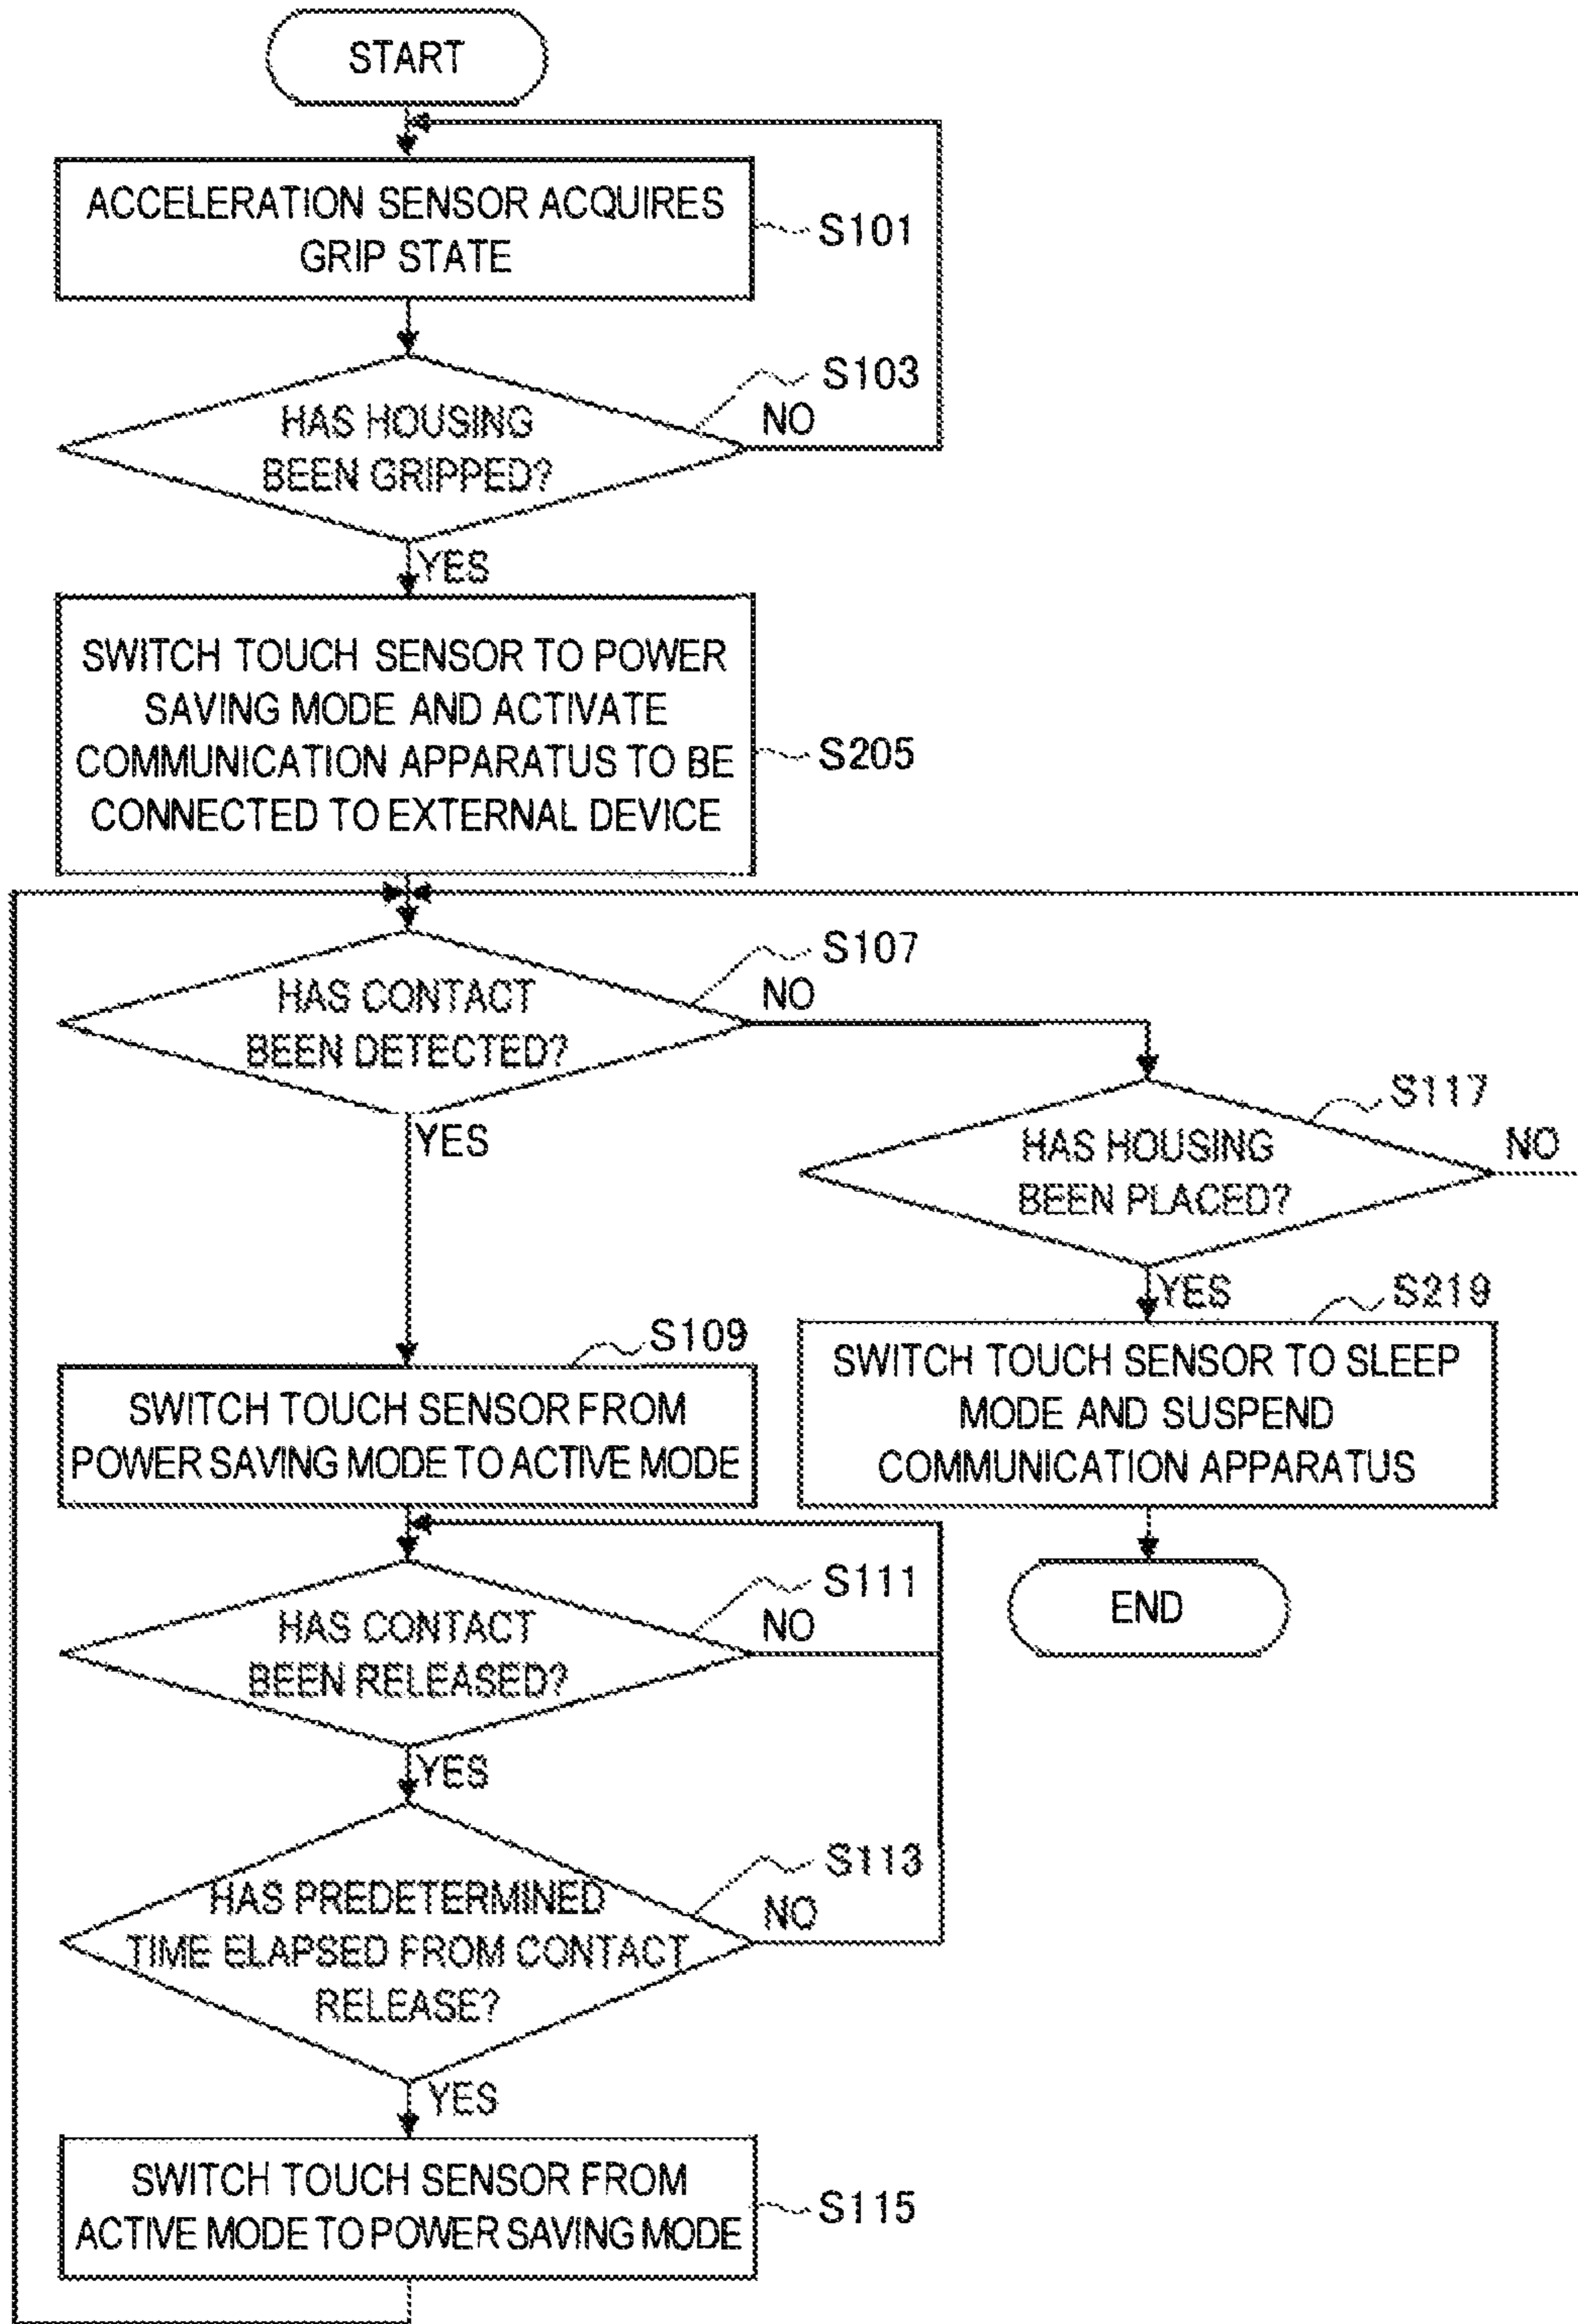 START
ACCELERATION SENSOR ACQUIRES
GRIP STATE
S101
S103
HAS HOUSING
BEEN GRIPPED?
NO
YES
SWITCH TOUCH SENSOR TO POWER
SAVING MODE AND ACTIVATE
COMMUNICATION APPARATUS TO BE
CONNECTED TO EXTERNAL DEVICE
S205
S107
HAS CONTACT
BEEN DETECTED?
NO
YES
S117
HAS HOUSING
BEEN PLACED?
NO
YES
S219
SWITCH TOUCH SENSOR TO SLEEP
MODE AND SUSPEND
COMMUNICATION APPARATUS
END
S109
SWITCH TOUCH SENSOR FROM
POWER SAVING MODE TO ACTIVE MODE
S111
HAS CONTACT
BEEN RELEASED?
NO
YES
S113
HAS PREDETERMINED
TIME ELAPSED FROM CONTACT
RELEASE?
NO
YES
SWITCH TOUCH SENSOR FROM
ACTIVE MODE TO POWER SAVING MODE
S115